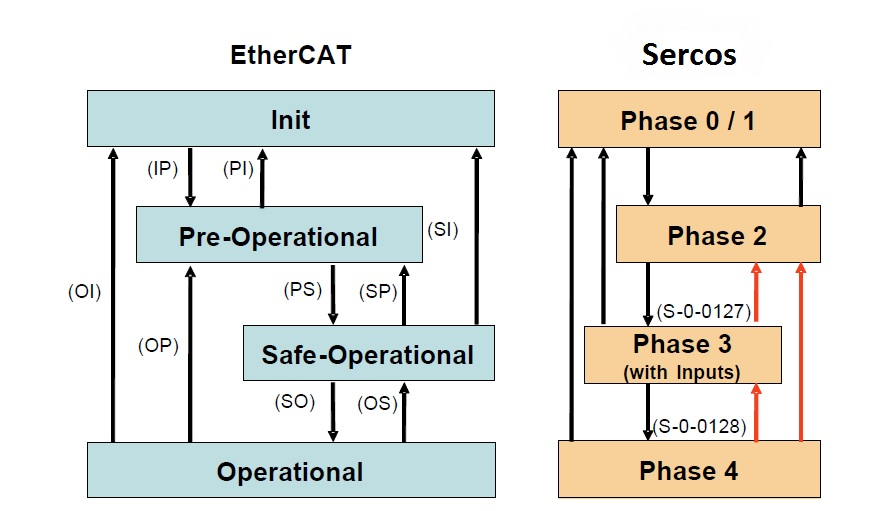 EtherCAT
Sercos
Init
Phase 0 / 1
(IP)
(PI)
Pre-Operational
(SI)
Phase 2
(OI)
(PS)
(SP)
(S-0-0127)
(OP)
Safe-Operational
Phase 3
(with Inputs)
(SO)
(OS)
(S-0-0128)
Operational
Phase 4